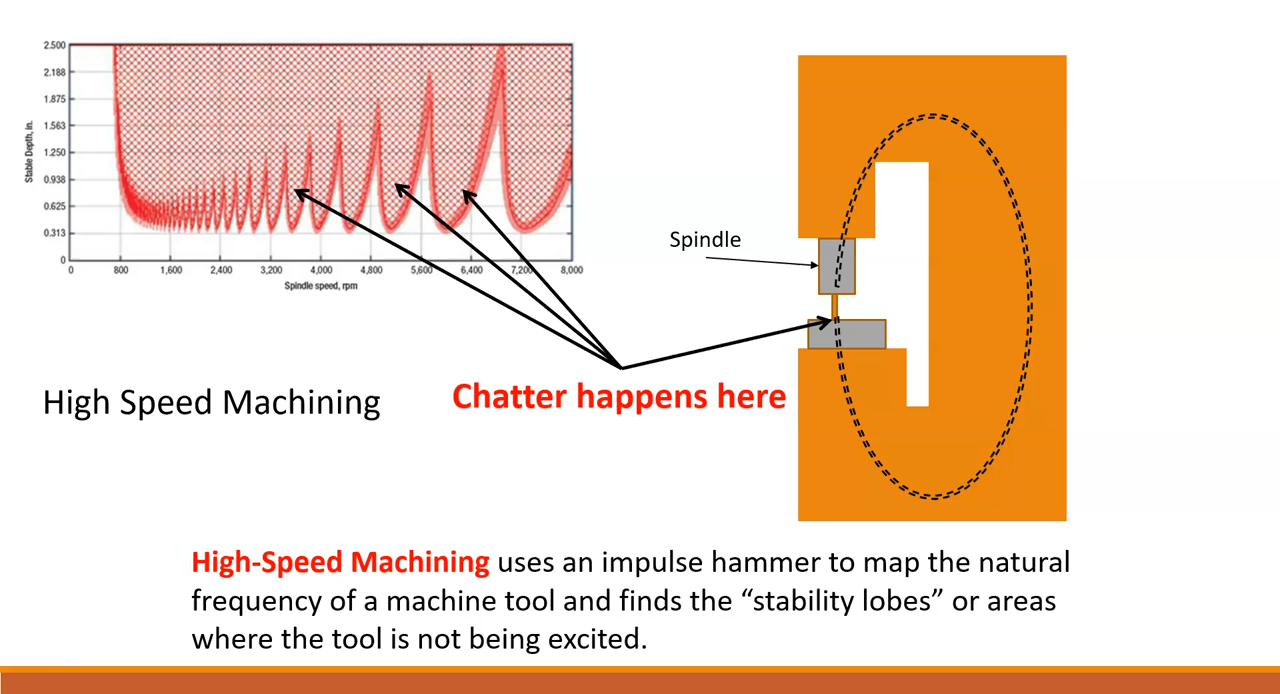 2.500
2.188
1.875
1.563
1.250
0.938
0.625
0.313
0
Stable Depth, in.
0 800 1,600 2,400 3,200 4,000 4,800 5,600 6,400 7,200 8,000
Spindle speed, rpm
Spindle
High Speed Machining
Chatter happens here
High-Speed Machining uses an impulse hammer to map the natural
frequency of a machine tool and finds the “stability lobes” or areas
where the tool is not being excited.